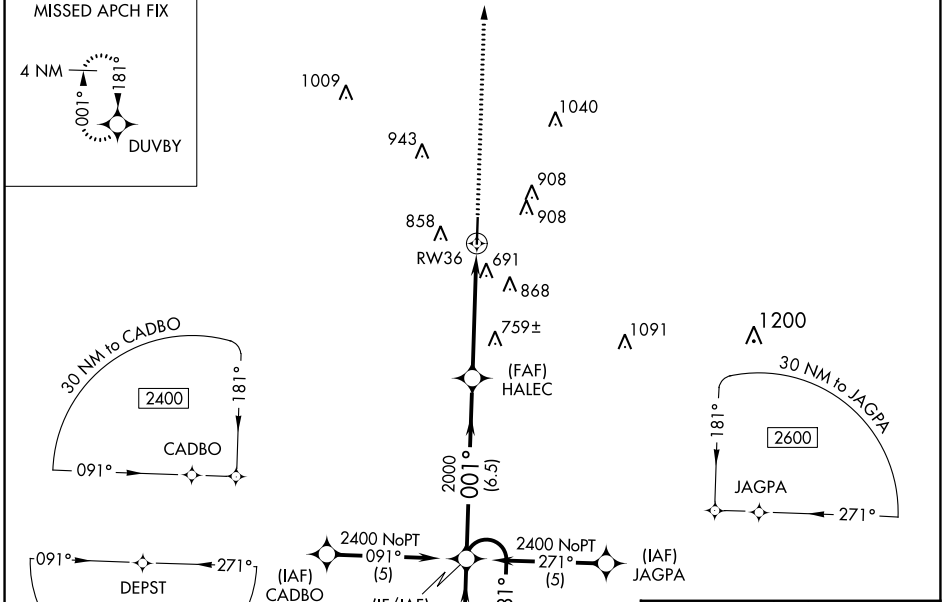 MISSED APCH FIX
4 NM
001°
181°
DUVBY
1009
1040
943
908
908
858
RW36
691
868
759±
1091
1200
(FAF)
HALEC
30 NM to CADBO
2400
181°
CADBO
091°
30 NM to JAGPA
2600
181°
JAGPA
271°
2000
001°
(6.5)
2400 NoPT
091°
(5)
2400 NoPT
271°
(5)
(IAF)
CADBO
(IAF)
JAGPA
091°
271°
DEPST
(IF/IAF)